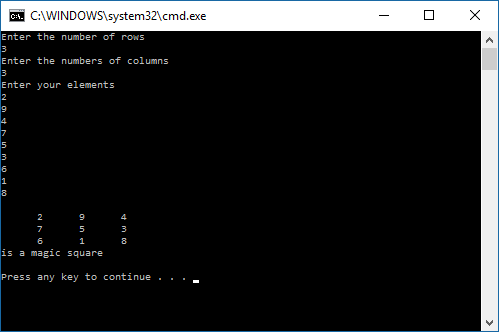 C:\WINDOWS\system32\cmd.exe
Enter the number of rows
3
Enter the numbers of columns
3
Enter your elements
2
9
4
7
5
3
6
1
8
2 9 4
7 5 3
6 1 8
is a magic square
Press any key to continue . . .